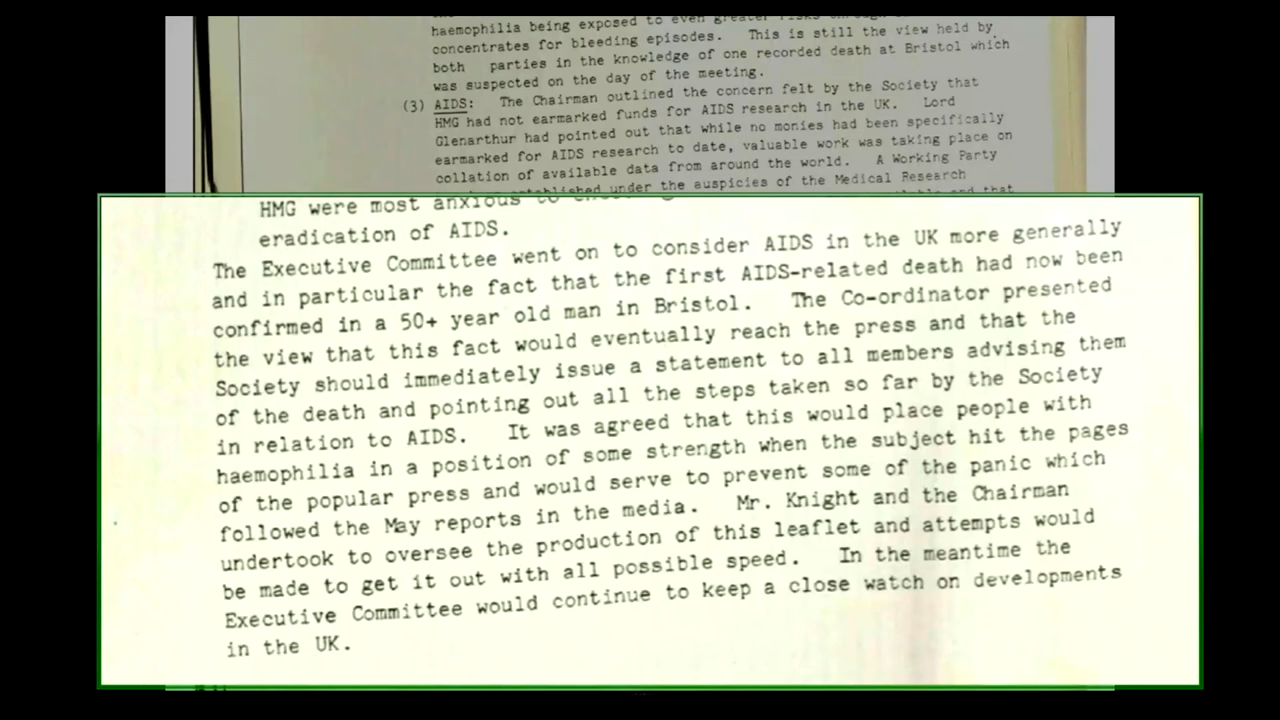 haemophilia being exposed to even greater risks through
concentrates for bleeding episodes. This is still the view held by
both parties in the knowledge of one recorded death at Bristol which
was suspected on the day of the meeting.
(3) AIDS: The Chairman outlined the concern felt by the Society that
HMG had not earmarked funds for AIDS research in the UK. Lord
Glenarthur had pointed out that while no monies had been specifically
earmarked for AIDS research to date, valuable work was taking place on
collation of available data from around the world. A Working Party
established under the auspicies of the Medical Research
and that
HMG were most anxious to
eradication of AIDS.
The Executive Committee went on to consider AIDS in the UK more generally
and in particular the fact that the first AIDS-related death had now been
confirmed in a 50+ year old man in Bristol. The Co-ordinator presented
the view that this fact would eventually reach the press and that the
Society should immediately issue a statement to all members advising them
of the death and pointing out all the steps taken so far by the Society
in relation to AIDS. It was agreed that this would place people with
haemophilia in a position of some strength when the subject hit the pages
of the popular press and would serve to prevent some of the panic which
followed the May reports in the media. Mr. Knight and the Chairman
undertook to oversee the production of this leaflet and attempts would
be made to get it out with all possible speed. In the meantime the
Executive Committee would continue to keep a close watch on developments
in the UK.